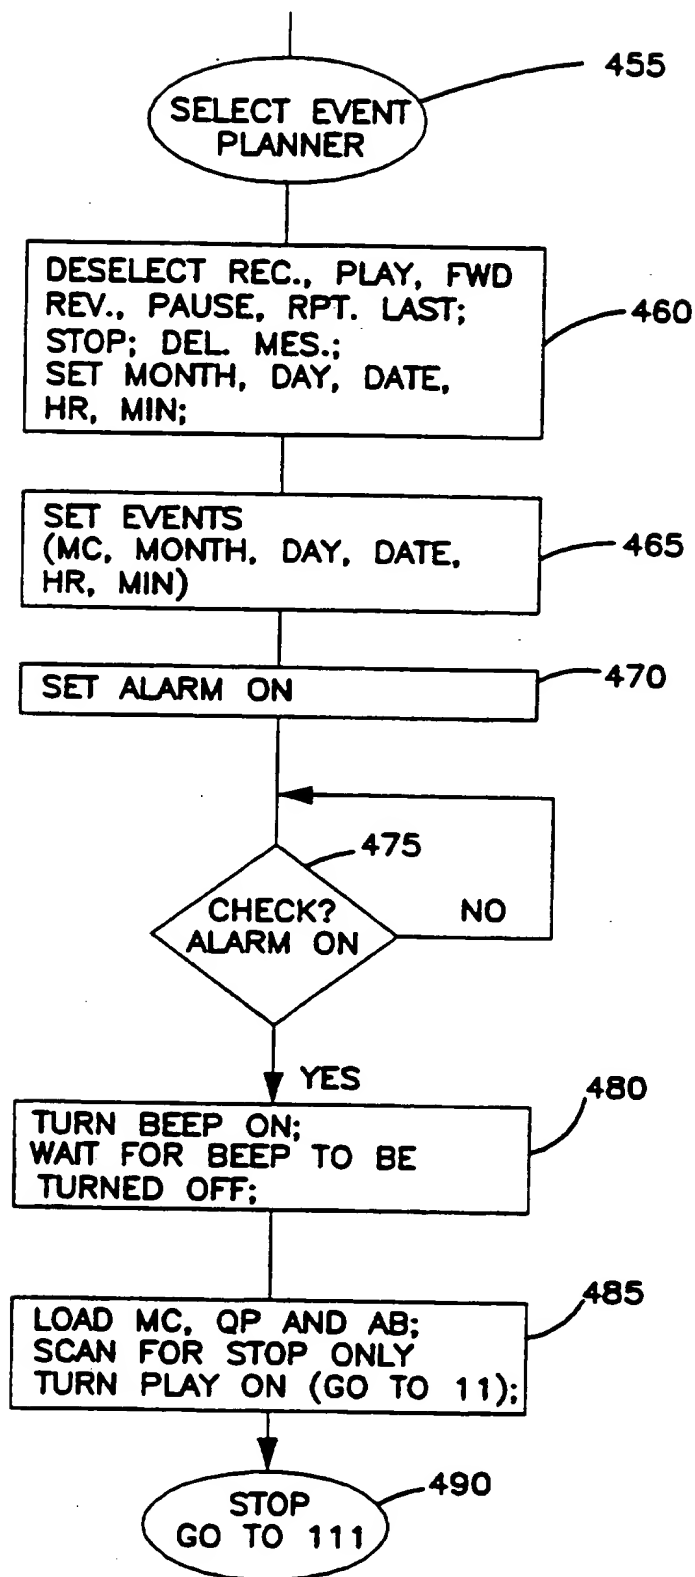 455
SELECT EVENT
PLANNER
DESELECT REC., PLAY, FWD
REV., PAUSE, RPT. LAST;
STOP; DEL. MES.;
SET MONTH, DAY, DATE,
HR, MIN;
460
SET EVENTS
(MC, MONTH, DAY, DATE,
HR, MIN)
465
SET ALARM ON
470
475
CHECK?
ALARM ON
NO
YES
480
TURN BEEP ON;
WAIT FOR BEEP TO BE
TURNED OFF;
485
LOAD MC, QP AND AB;
SCAN FOR STOP ONLY
TURN PLAY ON (GO TO 11);
490
STOP
GO TO 111